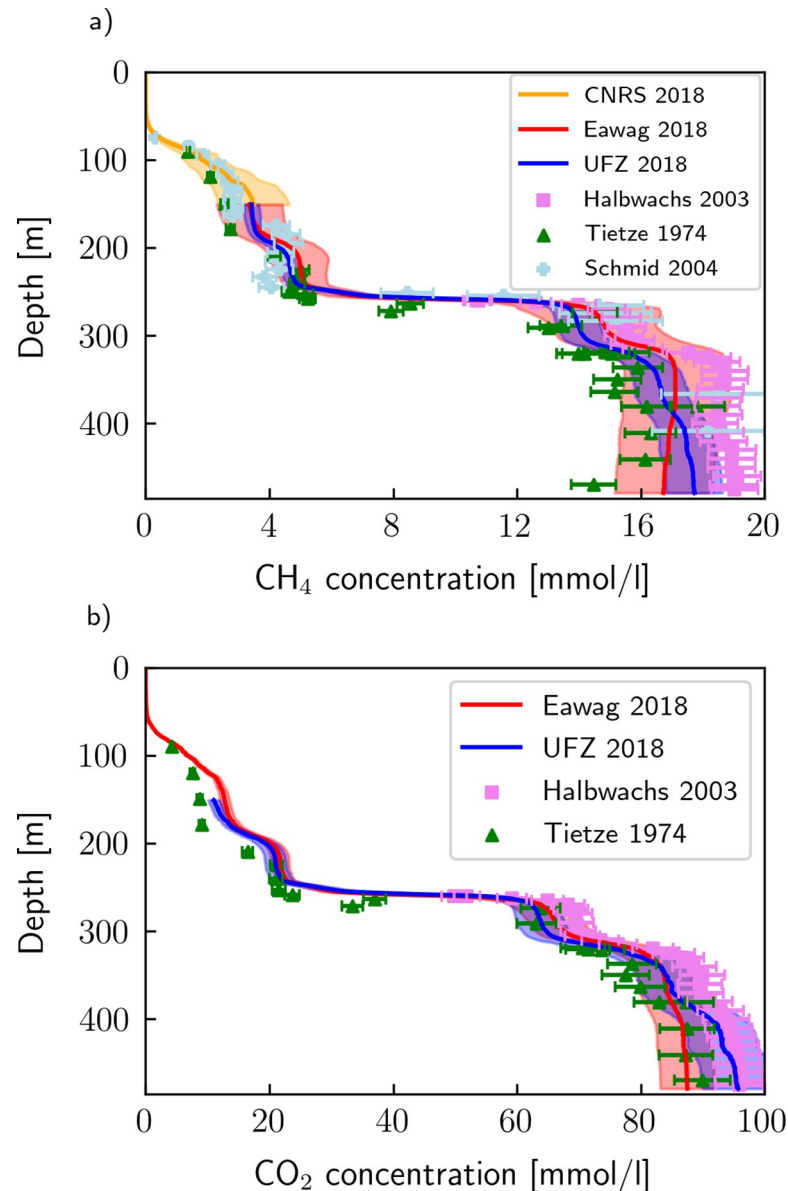 a)
0
100
200
300
400
Depth [m]
CNRS 2018
Eawag 2018
UFZ 2018
Halbwachs 2003
Tietze 1974
Schmid 2004
0 4 8 12 16 20
CH₄ concentration [mmol/l]
b)
0
100
200
300
400
Depth [m]
Eawag 2018
UFZ 2018
Halbwachs 2003
Tietze 1974
0 20 40 60 80 100
CO₂ concentration [mmol/l]